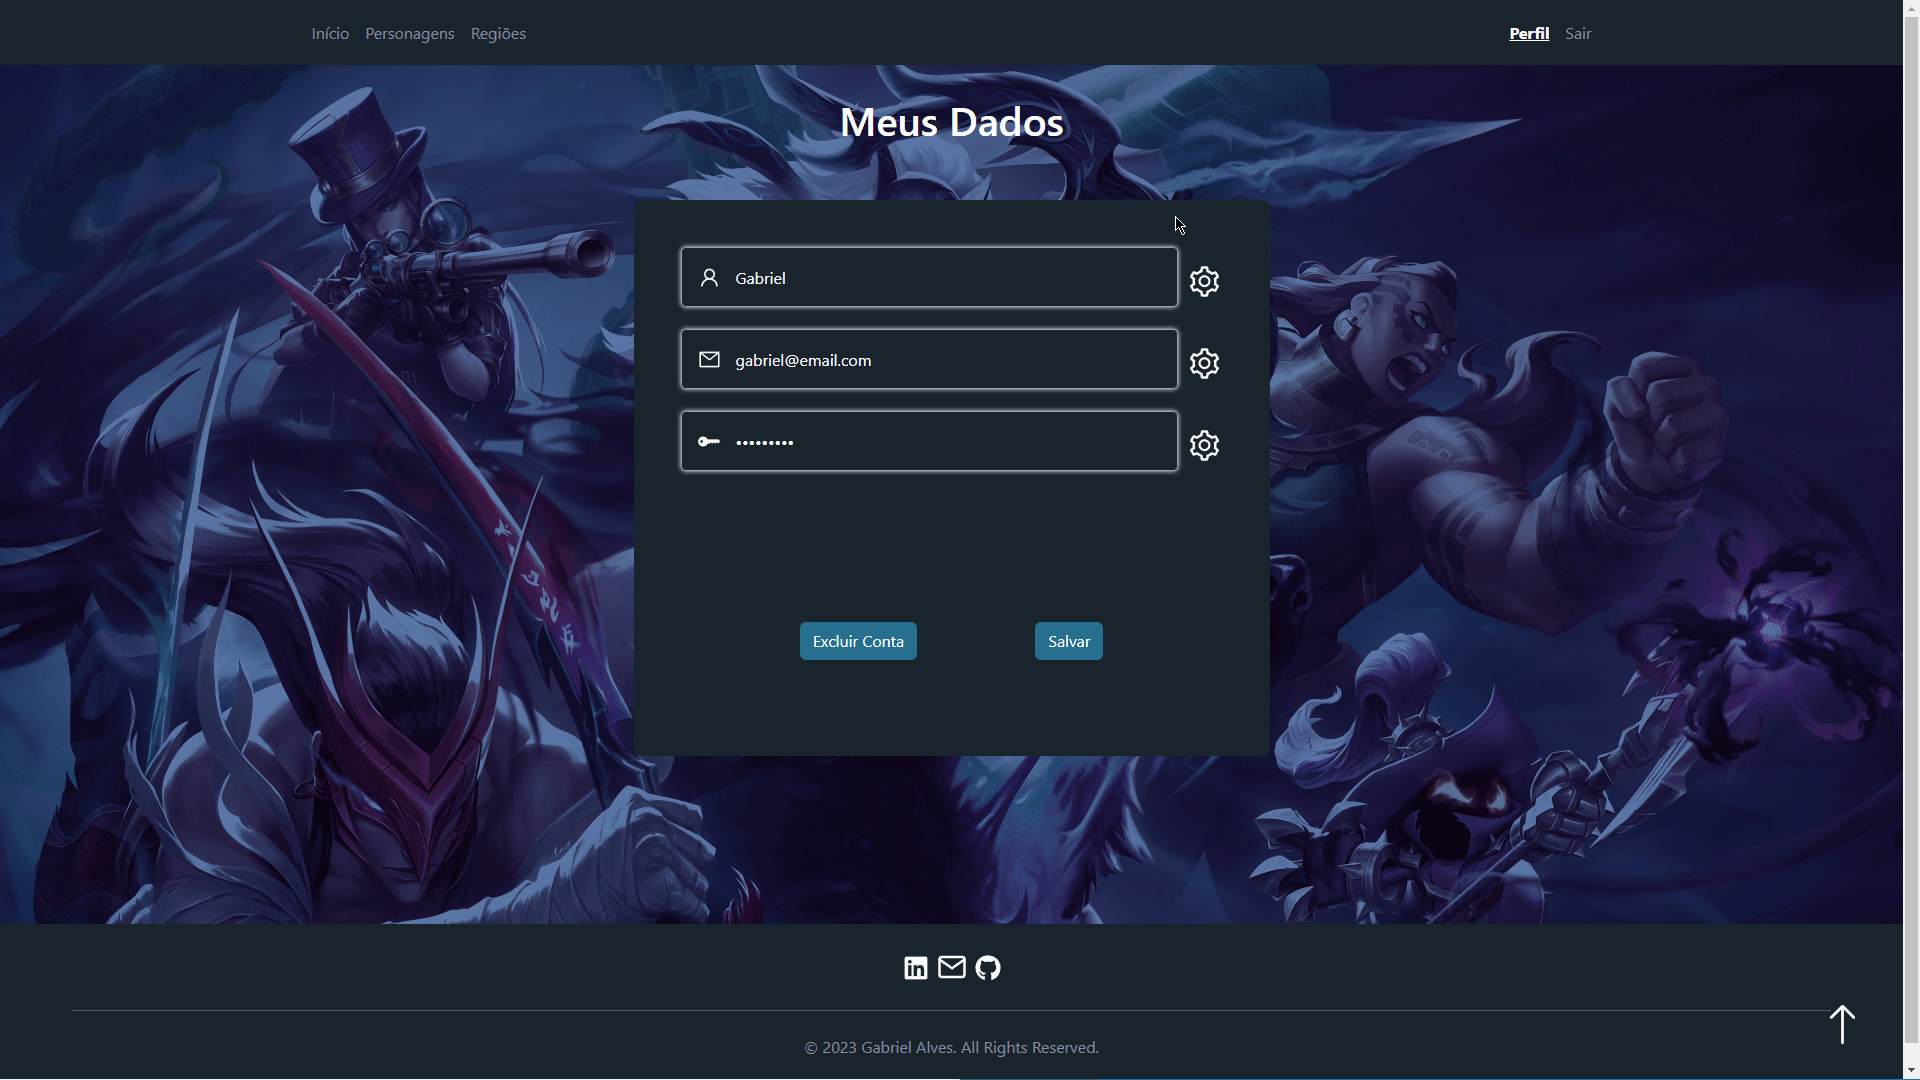 Início Personagens Regiões Perfil Sair
Meus Dados
Gabriel
gabriel@email.com
•••••••••
Excluir Conta Salvar
© 2023 Gabriel Alves. All Rights Reserved.